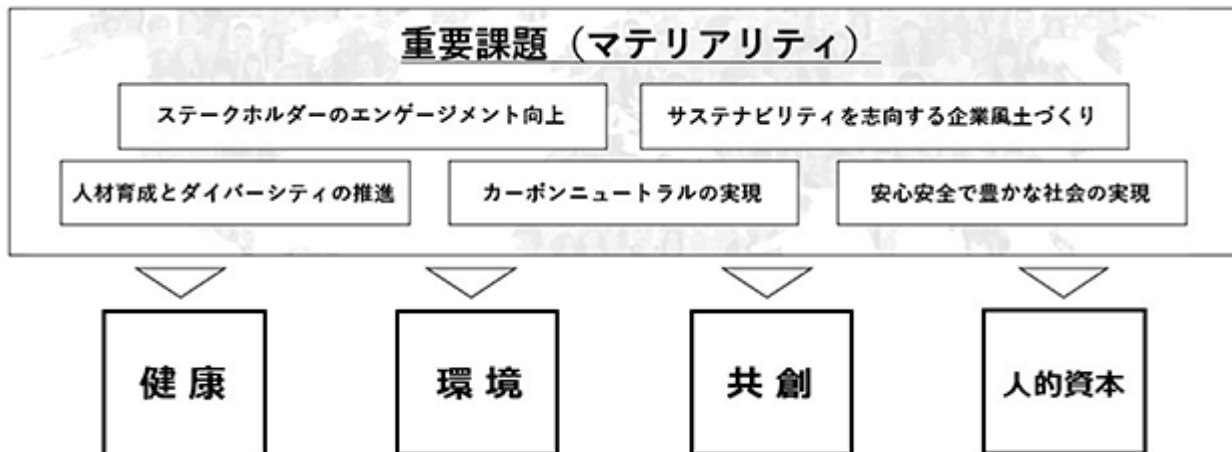 重要課題（マテリアリティ）
ステークホルダーのエンゲージメント向上
サステナビリティを志向する企業風土づくり
人材育成とダイバーシティの推進
カーボンニュートラルの実現
安心安全で豊かな社会の実現
健康
環境
共創
人的資本